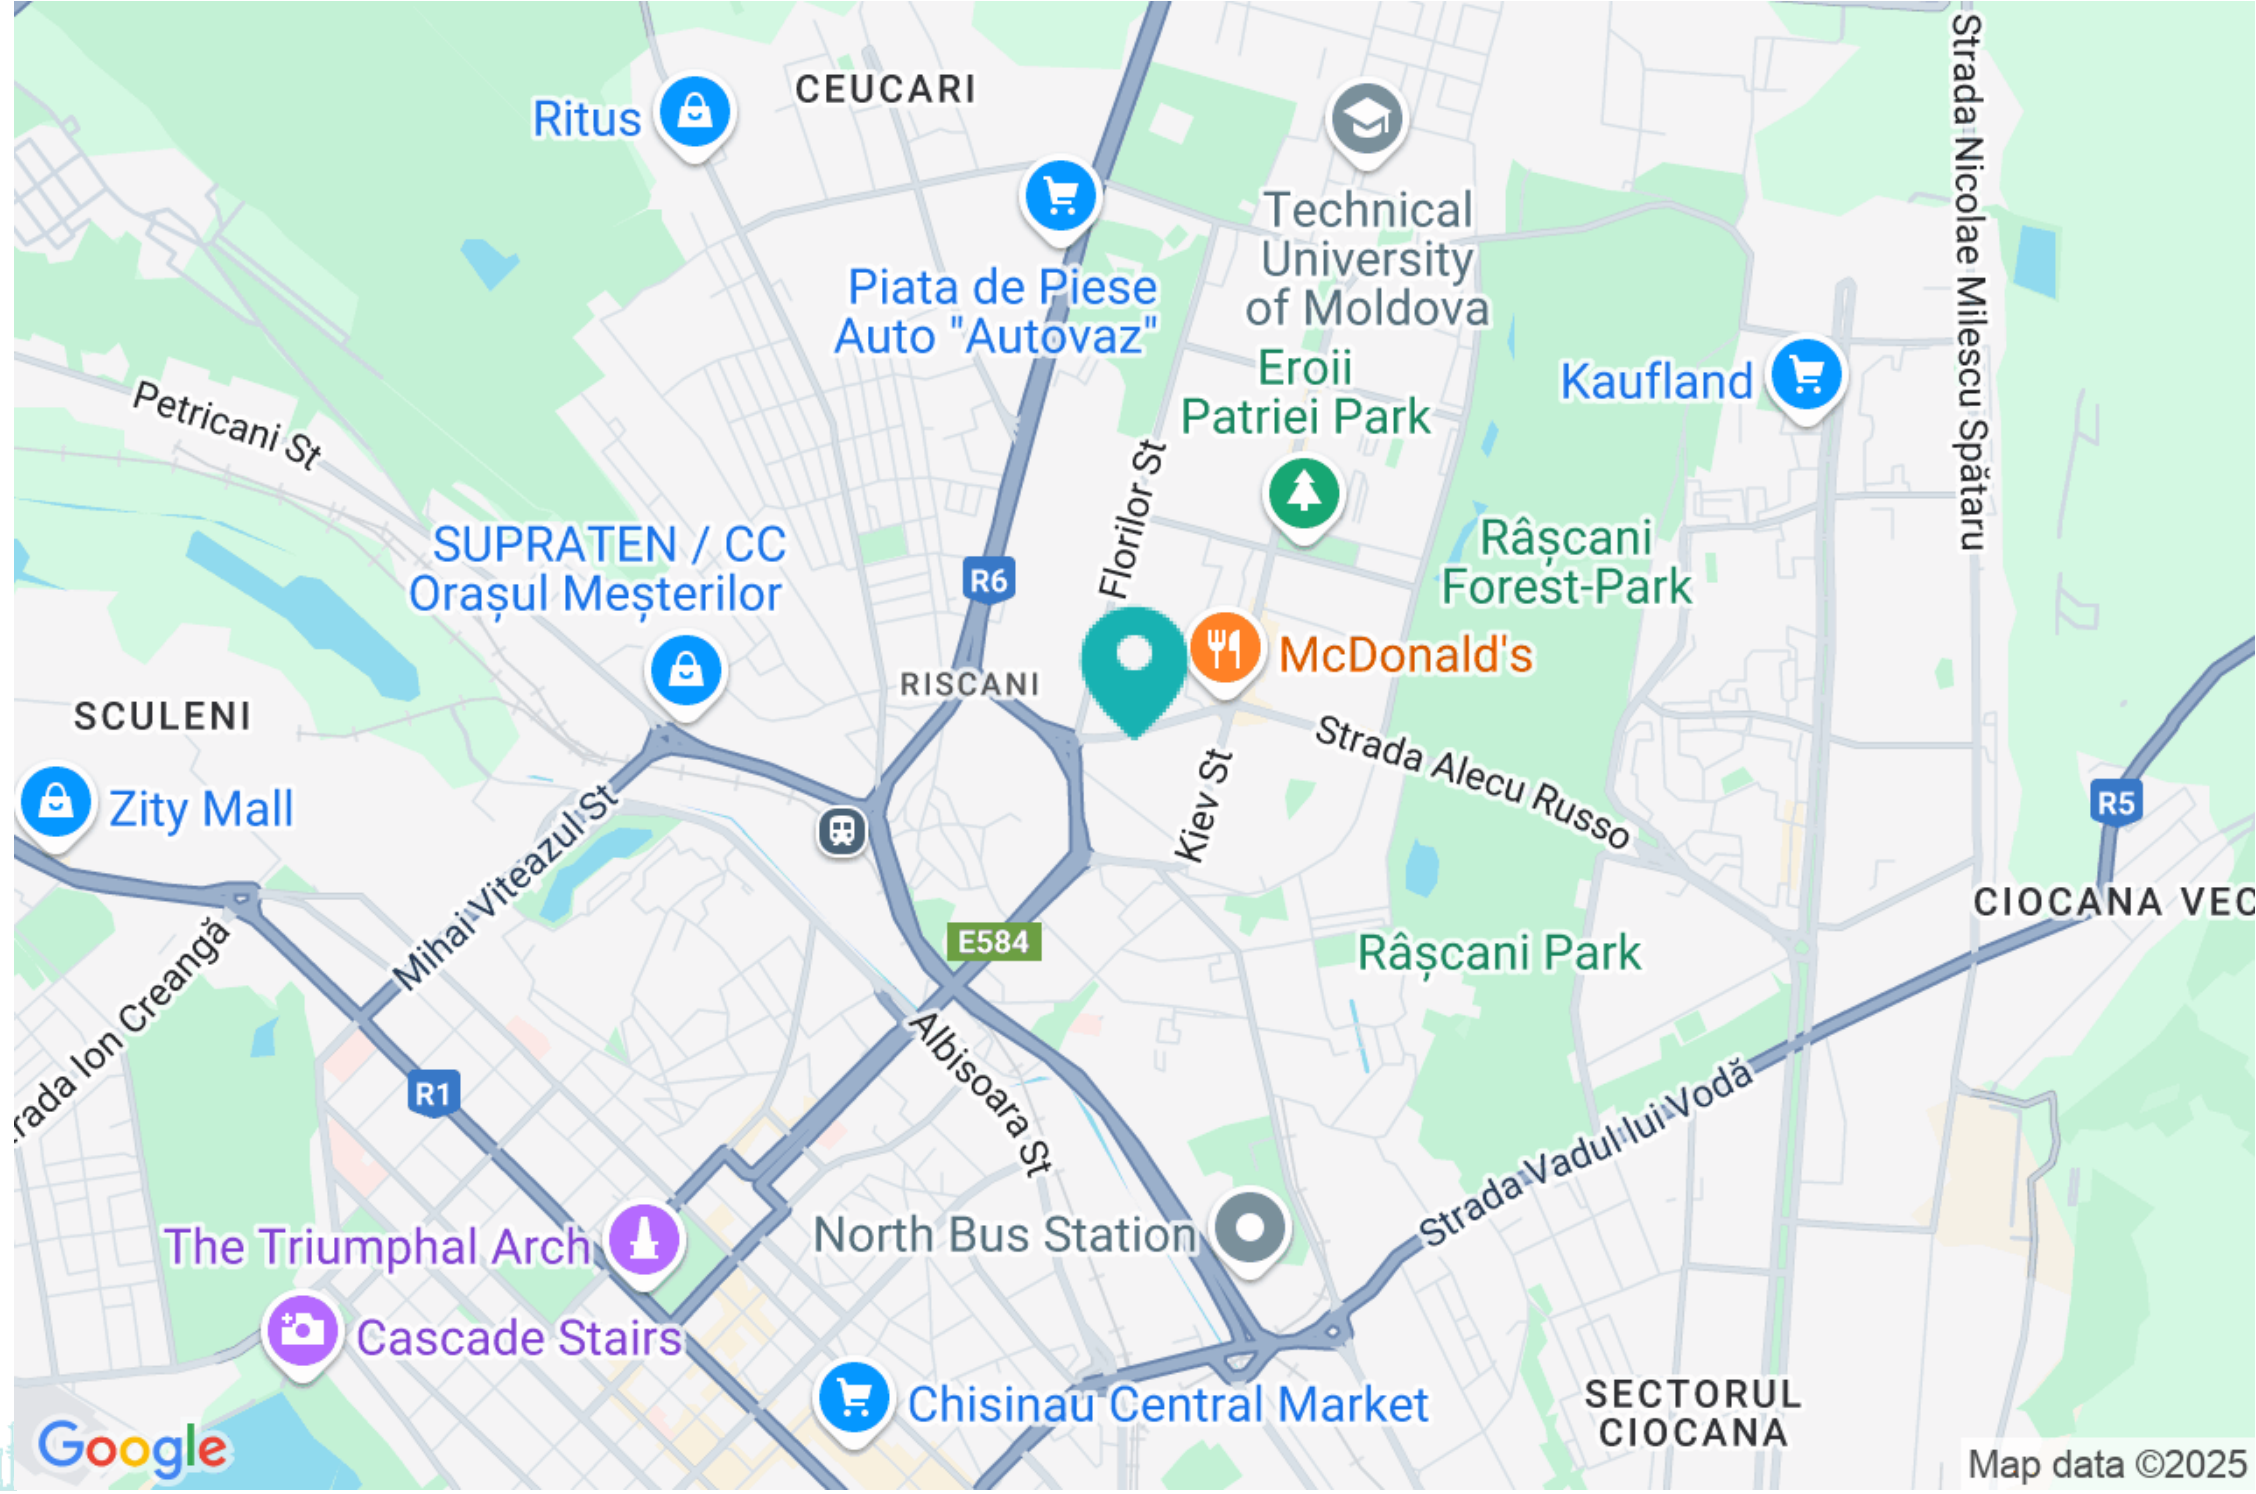 Strada Nicolae Milescu Spătaru
CEUCARI
Ritus
Technical
University
of Moldova
Piata de Piese
Auto "Autovaz"
Eroii
Patriei Park
Kaufland
Petricani St
Florilor St
SUPRATEN / CC
Orașul Meșterilor
R6
Râșcani
Forest-Park
McDonald's
RISCANI
SCULENI
Strada Alecu Russo
Zity Mall
Kiev St
R5
Mihai Viteazul St
CIOCANA VEC
E584
Râșcani Park
rada Ion Creangă
R1
Albisoara St
Strada Vadul lui Vodă
The Triumphal Arch
North Bus Station
Cascade Stairs
Chisinau Central Market
SECTORUL
CIOCANA
Google
Map data ©2025